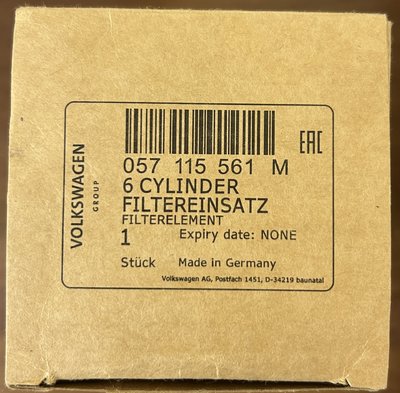 VOLKSWAGEN
GROUP
EAC
057 115 561 M
6 CYLINDER
FILTEREINSATZ
FILTERELEMENT
1 Expiry date: NONE
Stück Made in Germany
Volkswagen AG, Postfach 1451, D-34219 baunatal